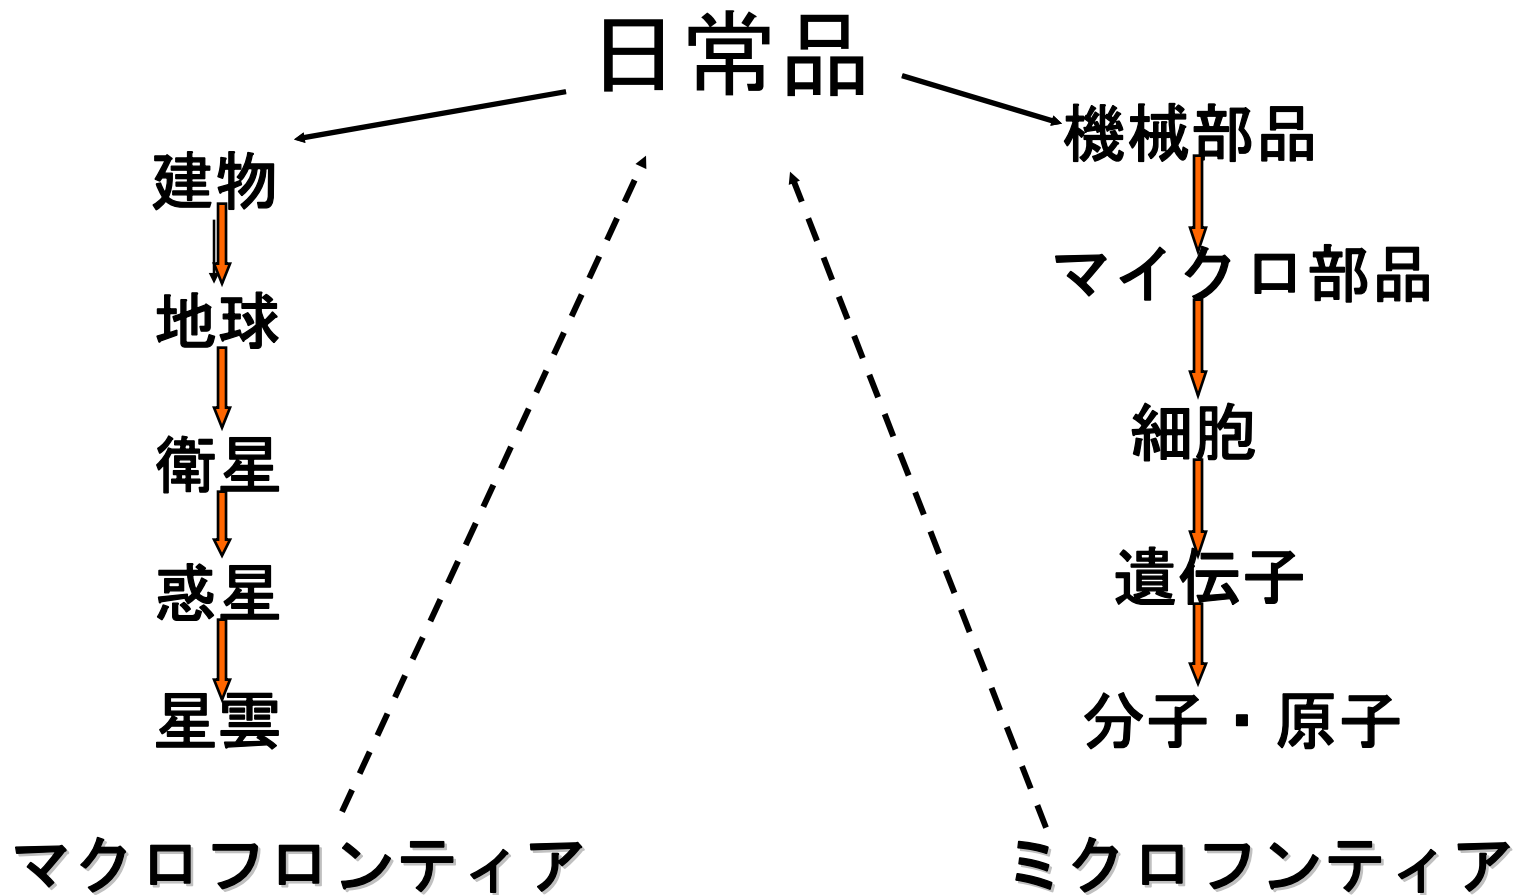 日常品
建物
地球
衛星
惑星
星雲
マクロフロンティア
機械部品
マイクロ部品
細胞
遺伝子
分子・原子
ミクロフンティア